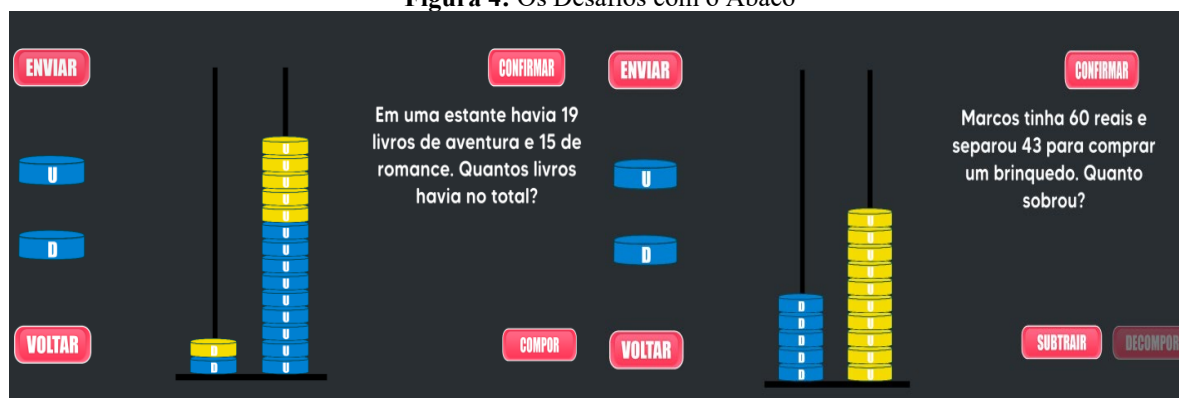 Figura 4: Os Desafios com o Ábaco
ENVIAR
CONFIRMAR
Em uma estante havia 19
livros de aventura e 15 de
romance. Quantos livros
havia no total?
U
D
VOLTAR
COMPOR
U
U
U
U
U
U
U
U
U
U
U
U
U
U
D
D
ENVIAR
CONFIRMAR
Marcos tinha 60 reais e
separou 43 para comprar
um brinquedo. Quanto
sobrou?
U
D
VOLTAR
SUBTRAIR
DECOMPOR
D
D
D
D
D
U
U
U
U
U
U
U
U
U
U